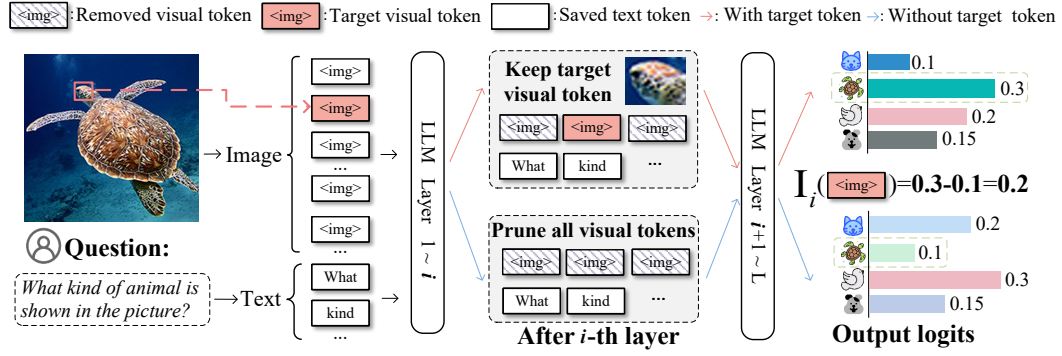 <img> :Removed visual token <img> :Target visual token :Saved text token With target token :Without target token
<img>
<img>
<img>
...
<img>
<img>
...
Image
Question:
What kind of animal is
shown in the picture?
Text
What
kind
...
LLM Layer 1 ~ i
Keep target
visual token
<img> <img> <img>
What kind ...
Prune all visual tokens
<img> <img> <img>
What kind ...
After i-th layer
LLM Layer i+1 ~ L
0.1
0.3
0.2
0.15
I i (<img>)=0.3-0.1=0.2
0.2
0.1
0.3
0.15
Output logits